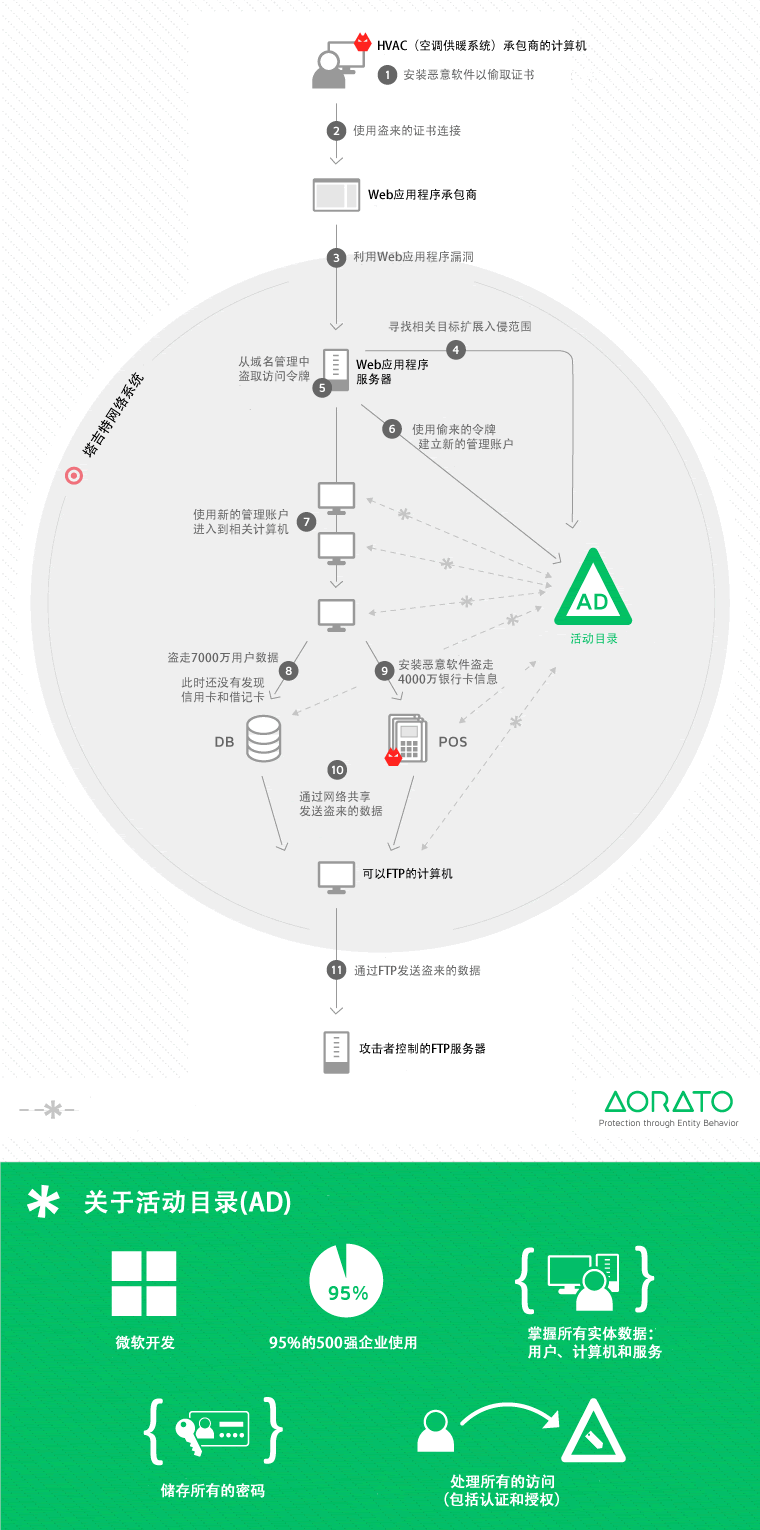 HVAC（空调供暖系统）承包商的计算机
1 安装恶意软件以偷取证书
2 使用盗来的证书连接
Web应用程序承包商
3 利用Web应用程序漏洞
寻找相关目标扩展入侵范围
4
从域名管理中
盗取访问令牌
5
Web应用程序
服务器
塔吉特网络系统
6 使用偷来的令牌
建立新的管理账户
使用新的管理账户
进入到相关计算机
7
AD
活动目录
盗走7000万用户数据
8
此时还没有发现
信用卡和借记卡
9 安装恶意软件盗走
4000万银行卡信息
DB
POS
10
通过网络共享
发送盗来的数据
可以FTP的计算机
11 通过FTP发送盗来的数据
攻击者控制的FTP服务器
AORATO
Protection through Entity Behavior
关于活动目录(AD)
95%
微软开发
95%的500强企业使用
掌握所有实体数据：
用户、计算机和服务
储存所有的密码
处理所有的访问
（包括认证和授权）